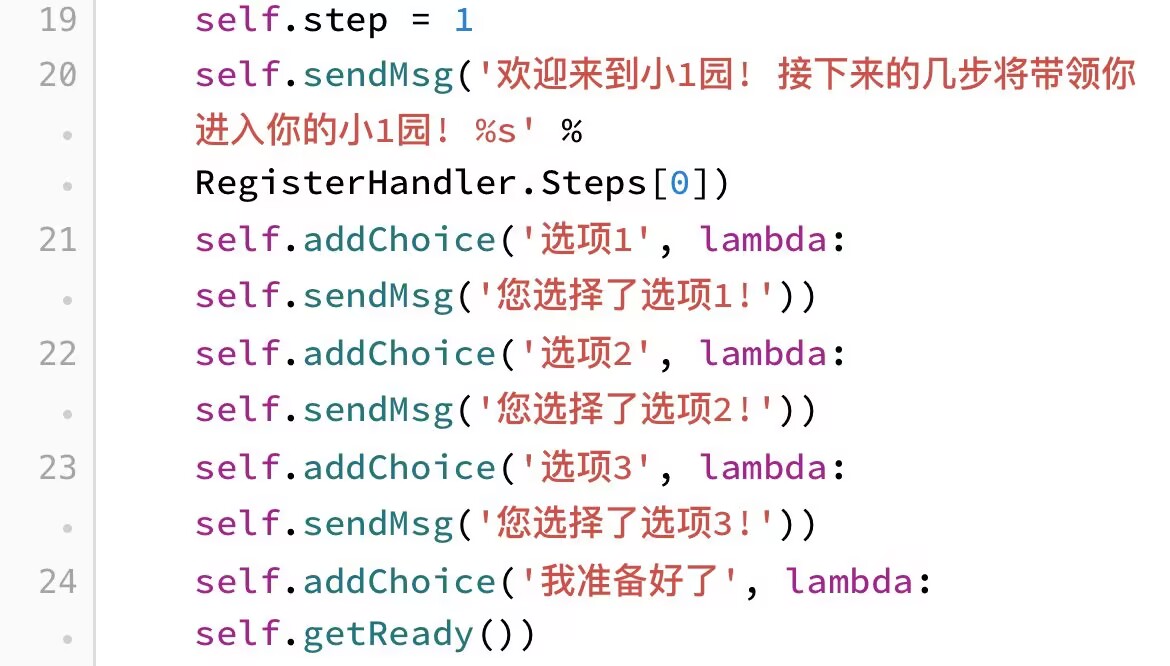 19 self.step = 1
20 self.sendMsg('欢迎来到小1园! 接下来的几步将带领你
· 进入你的小1园! %s' %
· RegisterHandler.Steps[0])
21 self.addChoice('选项1', lambda:
· self.sendMsg('您选择了选项1!'))
22 self.addChoice('选项2', lambda:
· self.sendMsg('您选择了选项2!'))
23 self.addChoice('选项3', lambda:
· self.sendMsg('您选择了选项3!'))
24 self.addChoice('我准备好了', lambda:
· self.getReady())